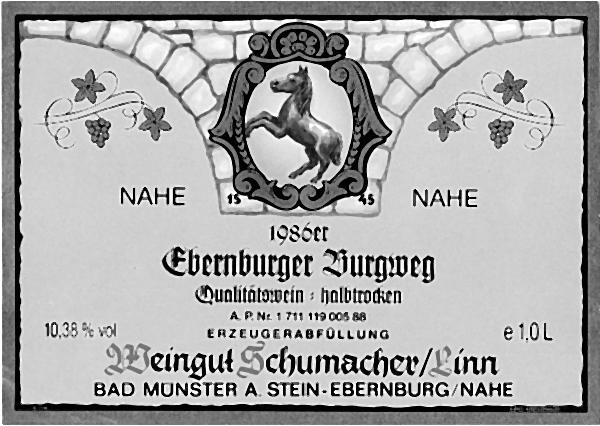 NAHE 15 45 NAHE
1986er
Ebernburger Burgweg
Qualitätswein : halbtrocken
A. P. Nr. 1 711 119 005 88
10,38 % vol ERZEUGERABFÜLLUNG e 1,0 L
Weingut Schumacher/Linn
BAD MÜNSTER A. STEIN-EBERNBURG/NAHE